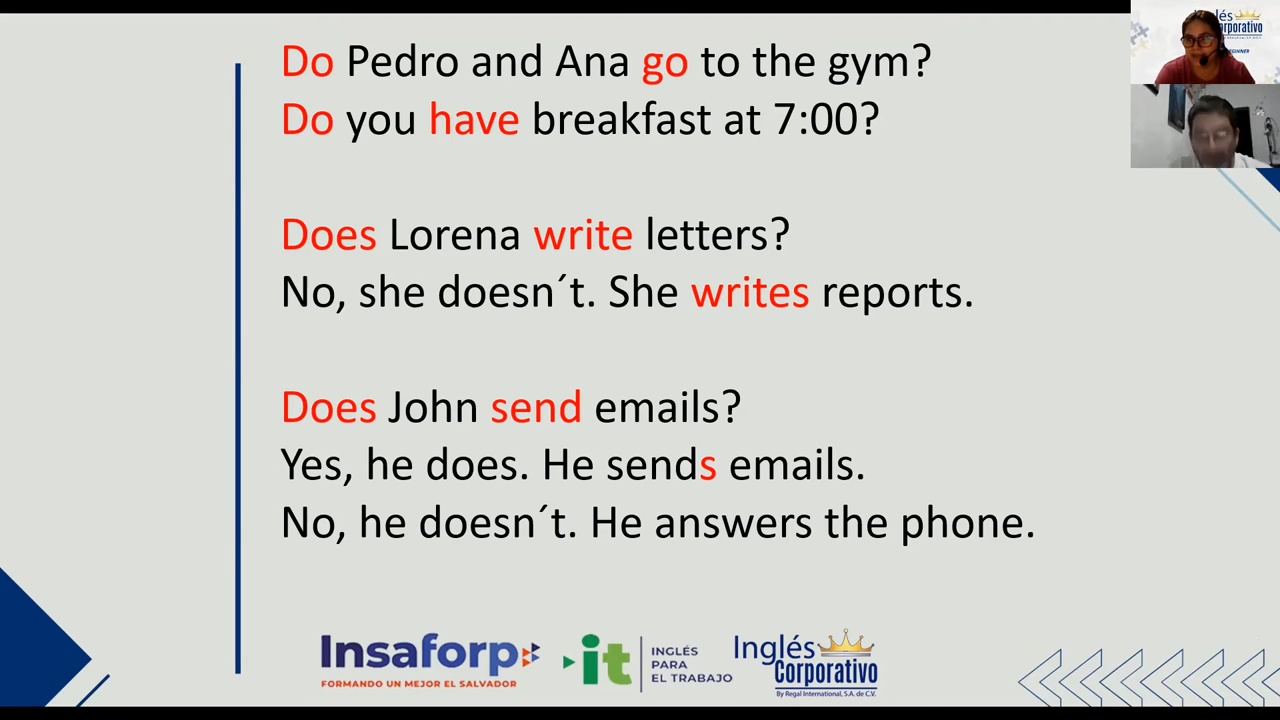 Do Pedro and Ana go to the gym?
Do you have breakfast at 7:00?
Does Lorena write letters?
No, she doesn´t. She writes reports.
Does John send emails?
Yes, he does. He sends emails.
No, he doesn´t. He answers the phone.
Insaforp
FORMANDO UN MEJOR EL SALVADOR
it
INGLÉS
PARA
EL TRABAJO
Inglés
Corporativo
By Regal International, S.A. de C.V.
Corporativo